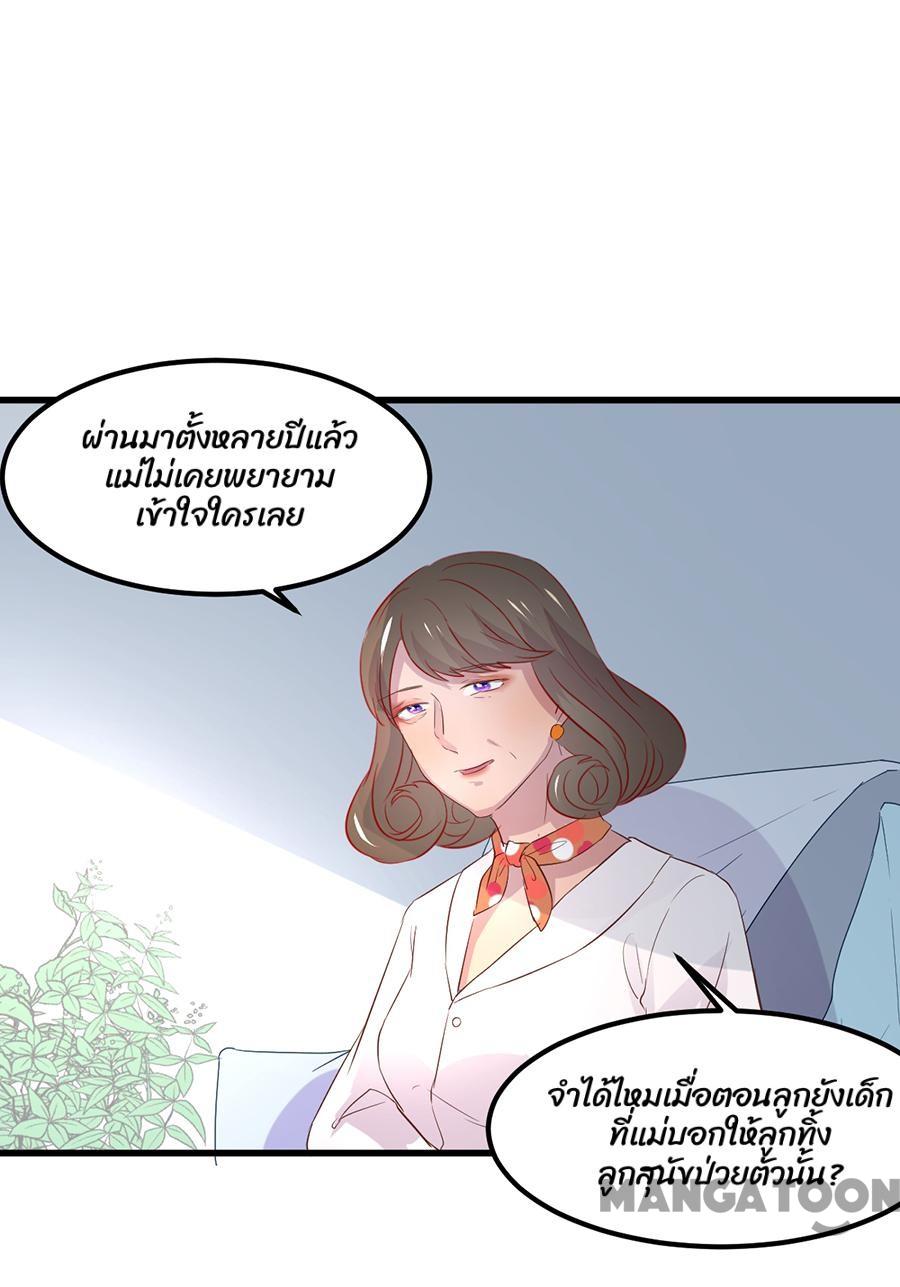 ผ่านมาตั้งหลายปีแล้ว
แม่ไม่เคยพยายาม
เข้าใจใครเลย
จำได้ไหมเมื่อตอนลูกยังเด็ก
ที่แม่บอกให้ลูกทิ้ง
ลูกสุนัขป่วยตัวนั้น?
MANGATOON